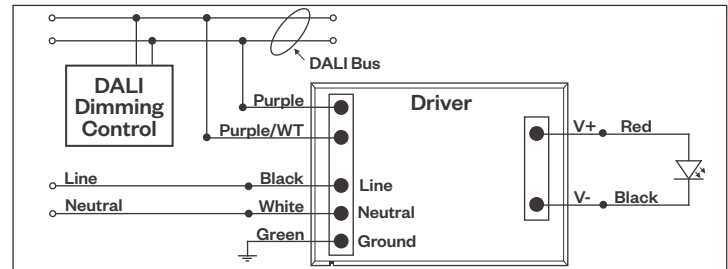 DALI Bus
DALI
Dimming
Control
Driver
Purple
Purple/WT
V+ Red
Line Black Line
V- Black
Neutral White Neutral
Green Ground